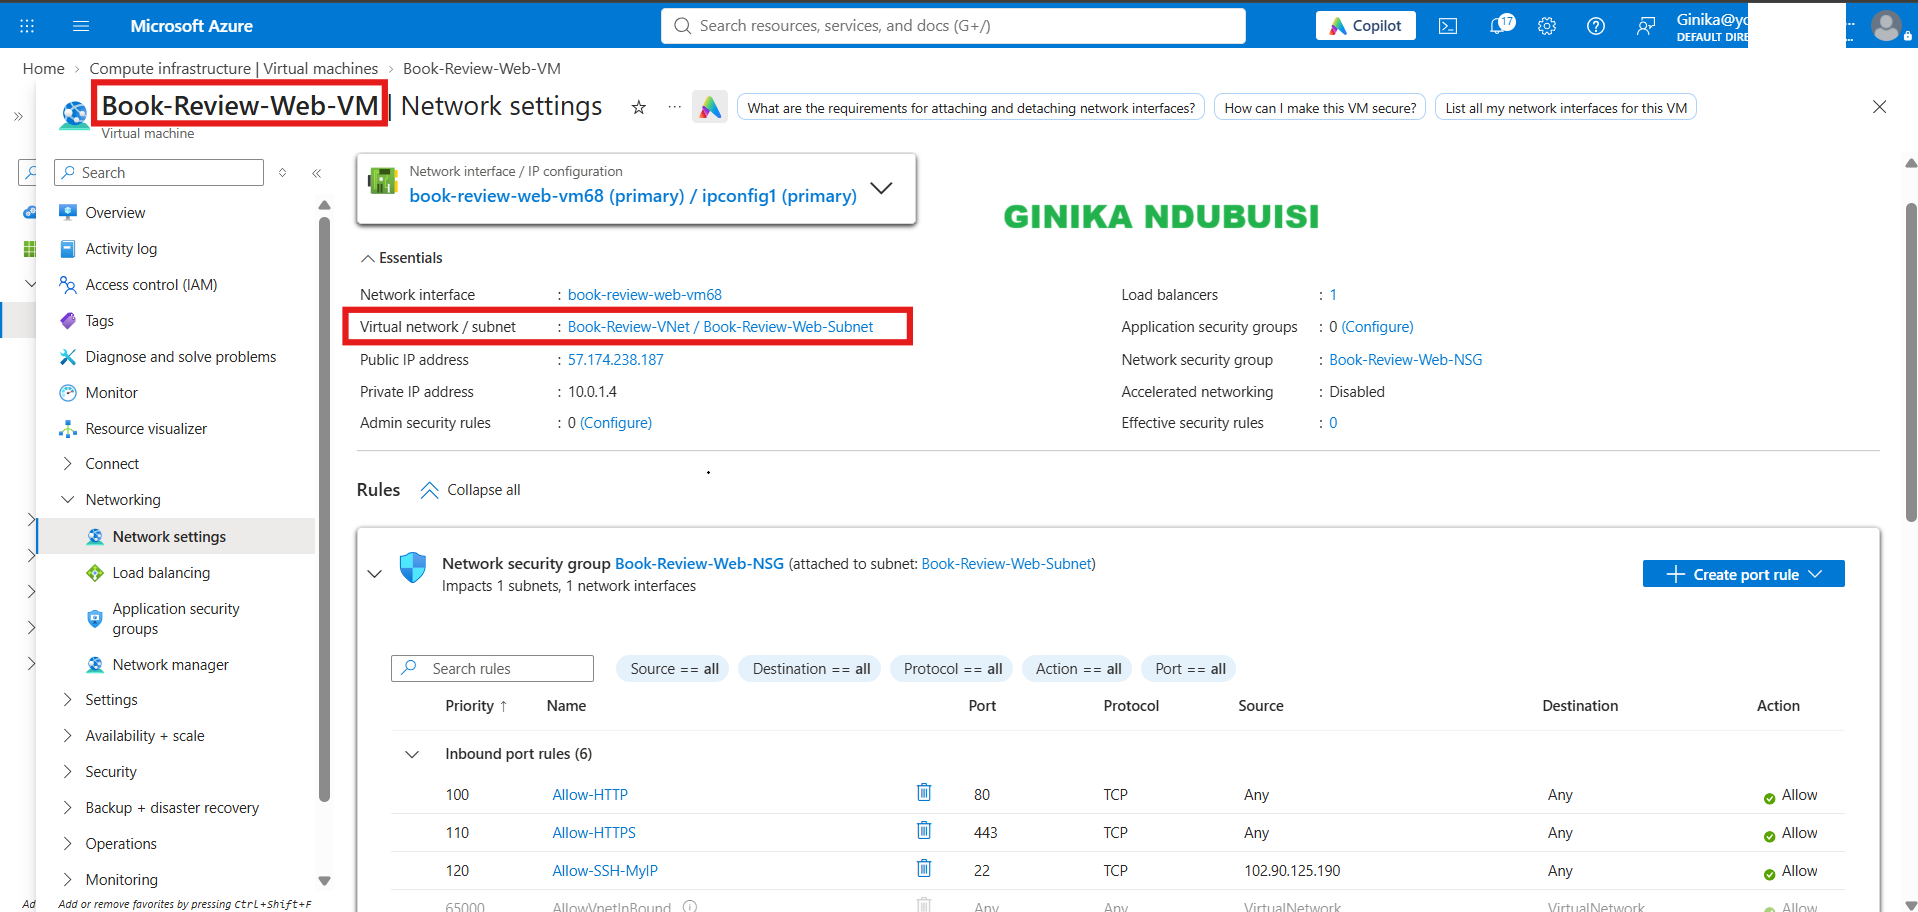 Microsoft Azure
Search resources, services, and docs (G+/)
Copilot
17
Ginika@yo
DEFAULT DIRE
...
Home > Compute infrastructure | Virtual machines > Book-Review-Web-VM
Book-Review-Web-VM | Network settings
Virtual machine
What are the requirements for attaching and detaching network interfaces?
How can I make this VM secure?
List all my network interfaces for this VM
Search
Overview
Activity log
Access control (IAM)
Tags
Diagnose and solve problems
Monitor
Resource visualizer
Connect
Networking
Network settings
Load balancing
Application security
groups
Network manager
Settings
Availability + scale
Security
Backup + disaster recovery
Operations
Monitoring
Ad
Add or remove favorites by pressing Ctrl+Shift+F
Network interface / IP configuration
book-review-web-vm68 (primary) / ipconfig1 (primary)
GINIKA NDUBUISI
Essentials
Network interface : book-review-web-vm68
Virtual network / subnet : Book-Review-VNet / Book-Review-Web-Subnet
Public IP address : 57.174.238.187
Private IP address : 10.0.1.4
Admin security rules : 0 (Configure)
Load balancers : 1
Application security groups : 0 (Configure)
Network security group : Book-Review-Web-NSG
Accelerated networking : Disabled
Effective security rules : 0
Rules Collapse all
Network security group Book-Review-Web-NSG (attached to subnet: Book-Review-Web-Subnet)
Impacts 1 subnets, 1 network interfaces
Create port rule
Search rules
Source == all
Destination == all
Protocol == all
Action == all
Port == all
Priority ↑ Name Port Protocol Source Destination Action
Inbound port rules (6)
100 Allow-HTTP 80 TCP Any Any Allow
110 Allow-HTTPS 443 TCP Any Any Allow
120 Allow-SSH-MyIP 22 TCP 102.90.125.190 Any Allow
65000 AllowVnetInBound Any Any VirtualNetwork VirtualNetwork Allow